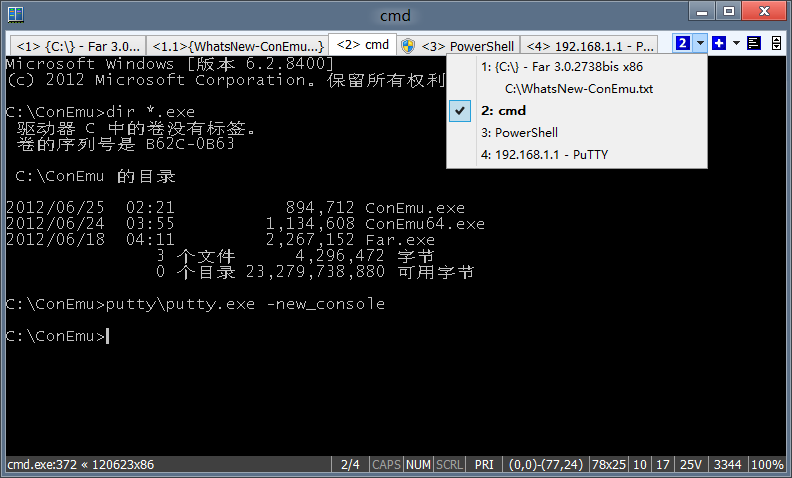 cmd
<1> {C:\} - Far 3.0...
<1.1>{WhatsNew-ConEmu...}
<2> cmd
<3> PowerShell
<4> 192.168.1.1 - P...
2
1: {C:\} - Far 3.0.2738bis x86
C:\WhatsNew-ConEmu.txt
2: cmd
3: PowerShell
4: 192.168.1.1 - PuTTY
Microsoft Windows [版本 6.2.8400]
(c) 2012 Microsoft Corporation。保留所有权利
C:\ConEmu>dir *.exe
驱动器 C 中的卷没有标签。
卷的序列号是 B62C-0B63
C:\ConEmu 的目录
2012/06/25  02:21           894,712 ConEmu.exe
2012/06/24  03:55         1,134,608 ConEmu64.exe
2012/06/18  04:11         2,267,152 Far.exe
3 个文件      4,296,472 字节
0 个目录 23,279,738,880 可用字节
C:\ConEmu>putty\putty.exe -new_console
C:\ConEmu>
cmd.exe:372 « 120623x86 2/4 CAPS NUM SCRL PRI (0,0)-(77,24) 78x25 10 17 25V 3344 100%